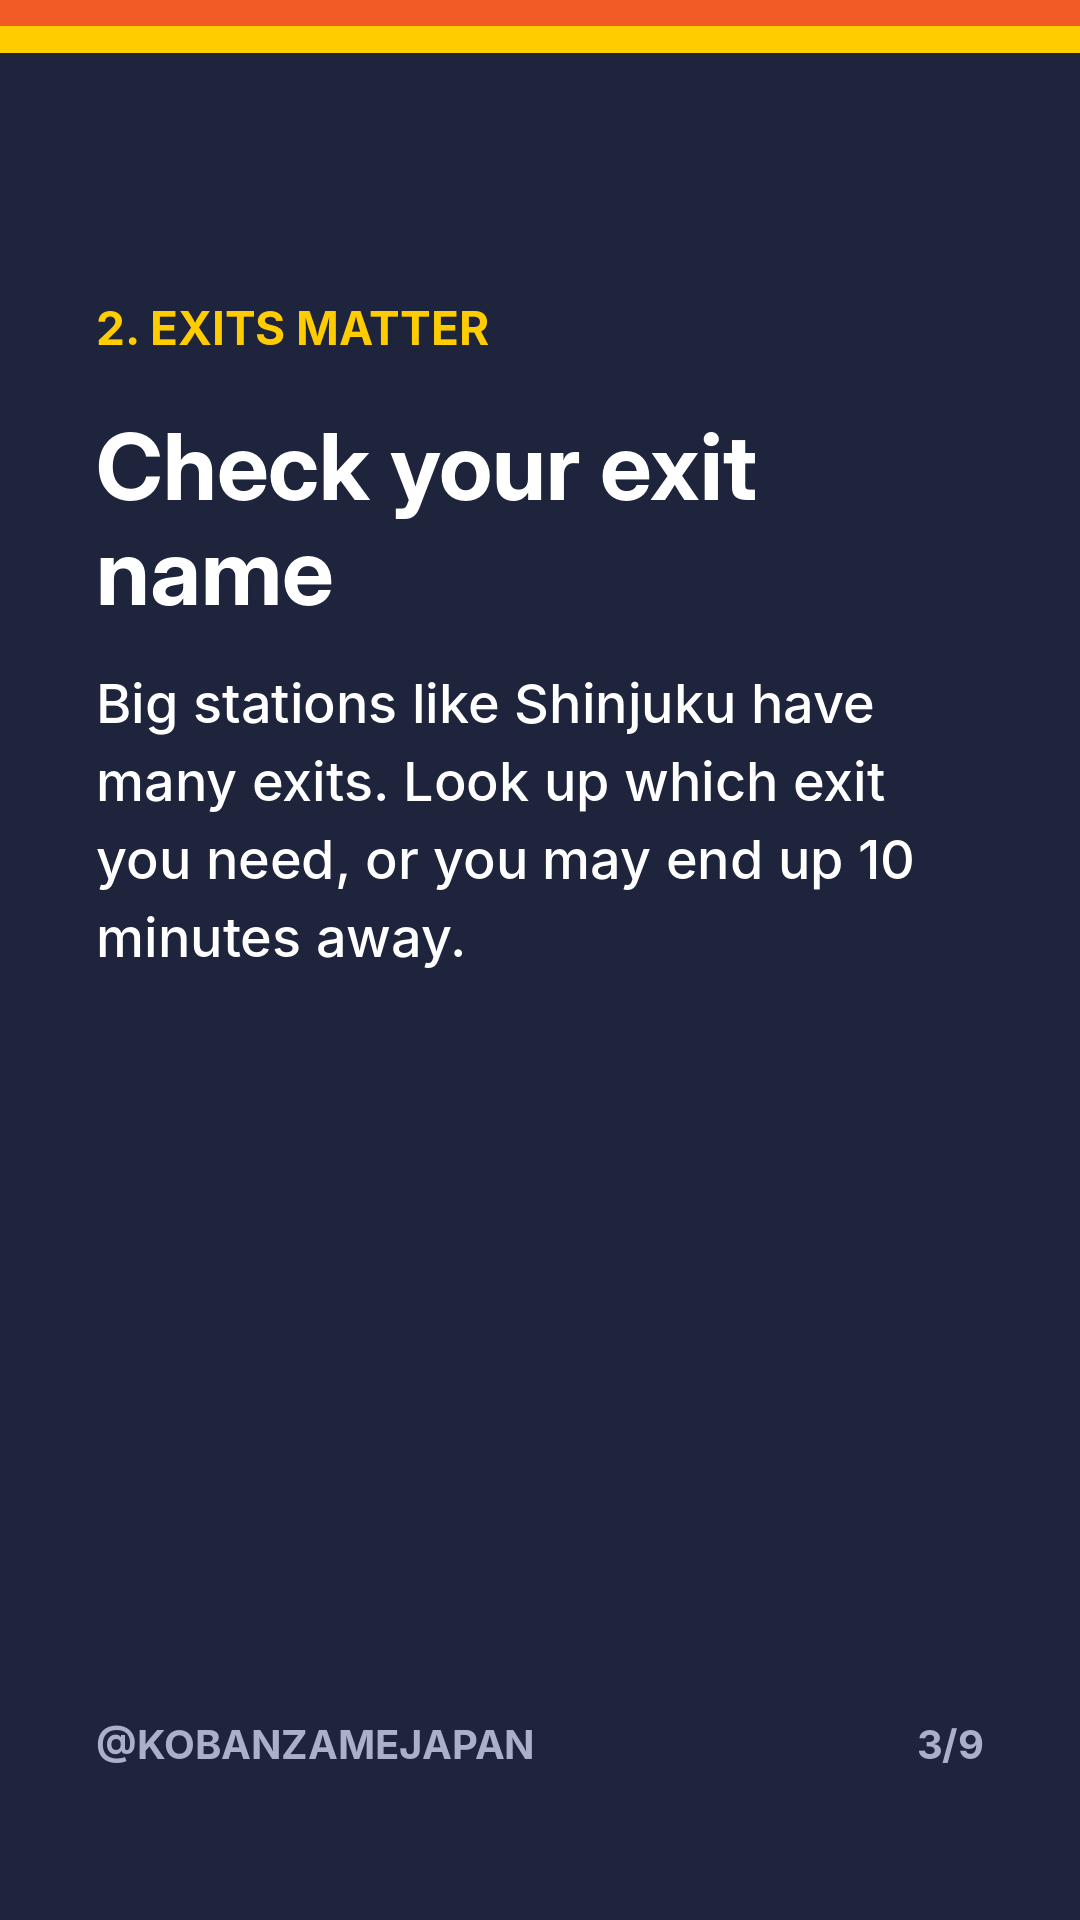 2. EXITS MATTER
Check your exit
name
Big stations like Shinjuku have
many exits. Look up which exit
you need, or you may end up 10
minutes away.
@KOBANZAMEJAPAN
3/9